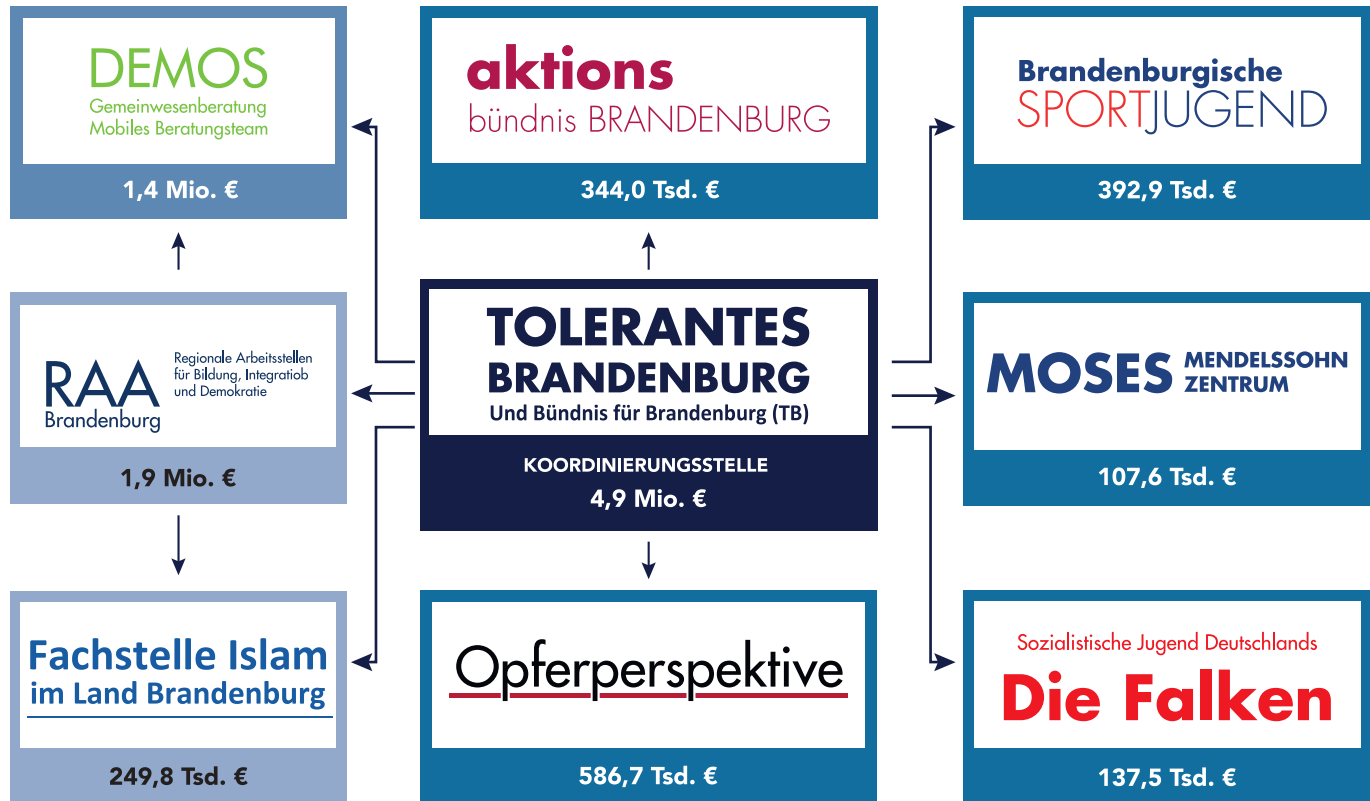 DEMOS
Gemeinwesenberatung
Mobiles Beratungsteam
1,4 Mio. €
aktions
bündnis BRANDENBURG
344,0 Tsd. €
Brandenburgische
SPORTJUGEND
392,9 Tsd. €
RAA
Brandenburg
Regionale Arbeitsstellen
für Bildung, Integratiob
und Demokratie
1,9 Mio. €
TOLERANTES
BRANDENBURG
Und Bündnis für Brandenburg (TB)
KOORDINIERUNGSSTELLE
4,9 Mio. €
MOSES MENDELSSOHN
ZENTRUM
107,6 Tsd. €
Fachstelle Islam
im Land Brandenburg
249,8 Tsd. €
Opferperspektive
586,7 Tsd. €
Sozialistische Jugend Deutschlands
Die Falken
137,5 Tsd. €